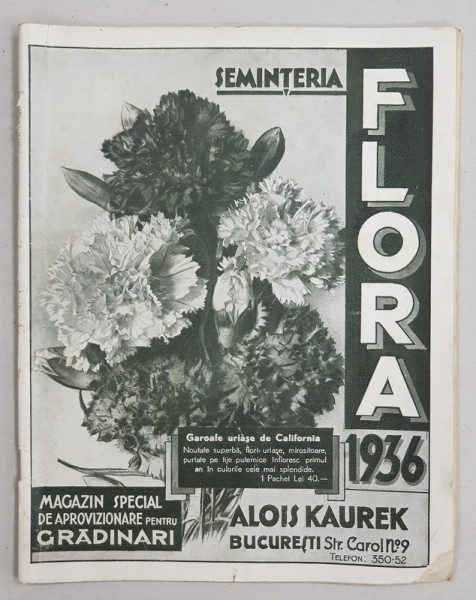 SEMINȚERIA
FLORA
1936
Garoafe uriașe de California
Noutate superbă, flori uriașe, mirositoare,
purtate pe tije puternice înfloresc primul
an în culorile cele mai splendide.
1 Pachet Lei 40.—
MAGAZIN SPECIAL
DE APROVIZIONARE PENTRU
GRĂDINARI
ALOIS KAUREK
BUCUREȘTI Str. Carol No 9
TELEFON: 350-52